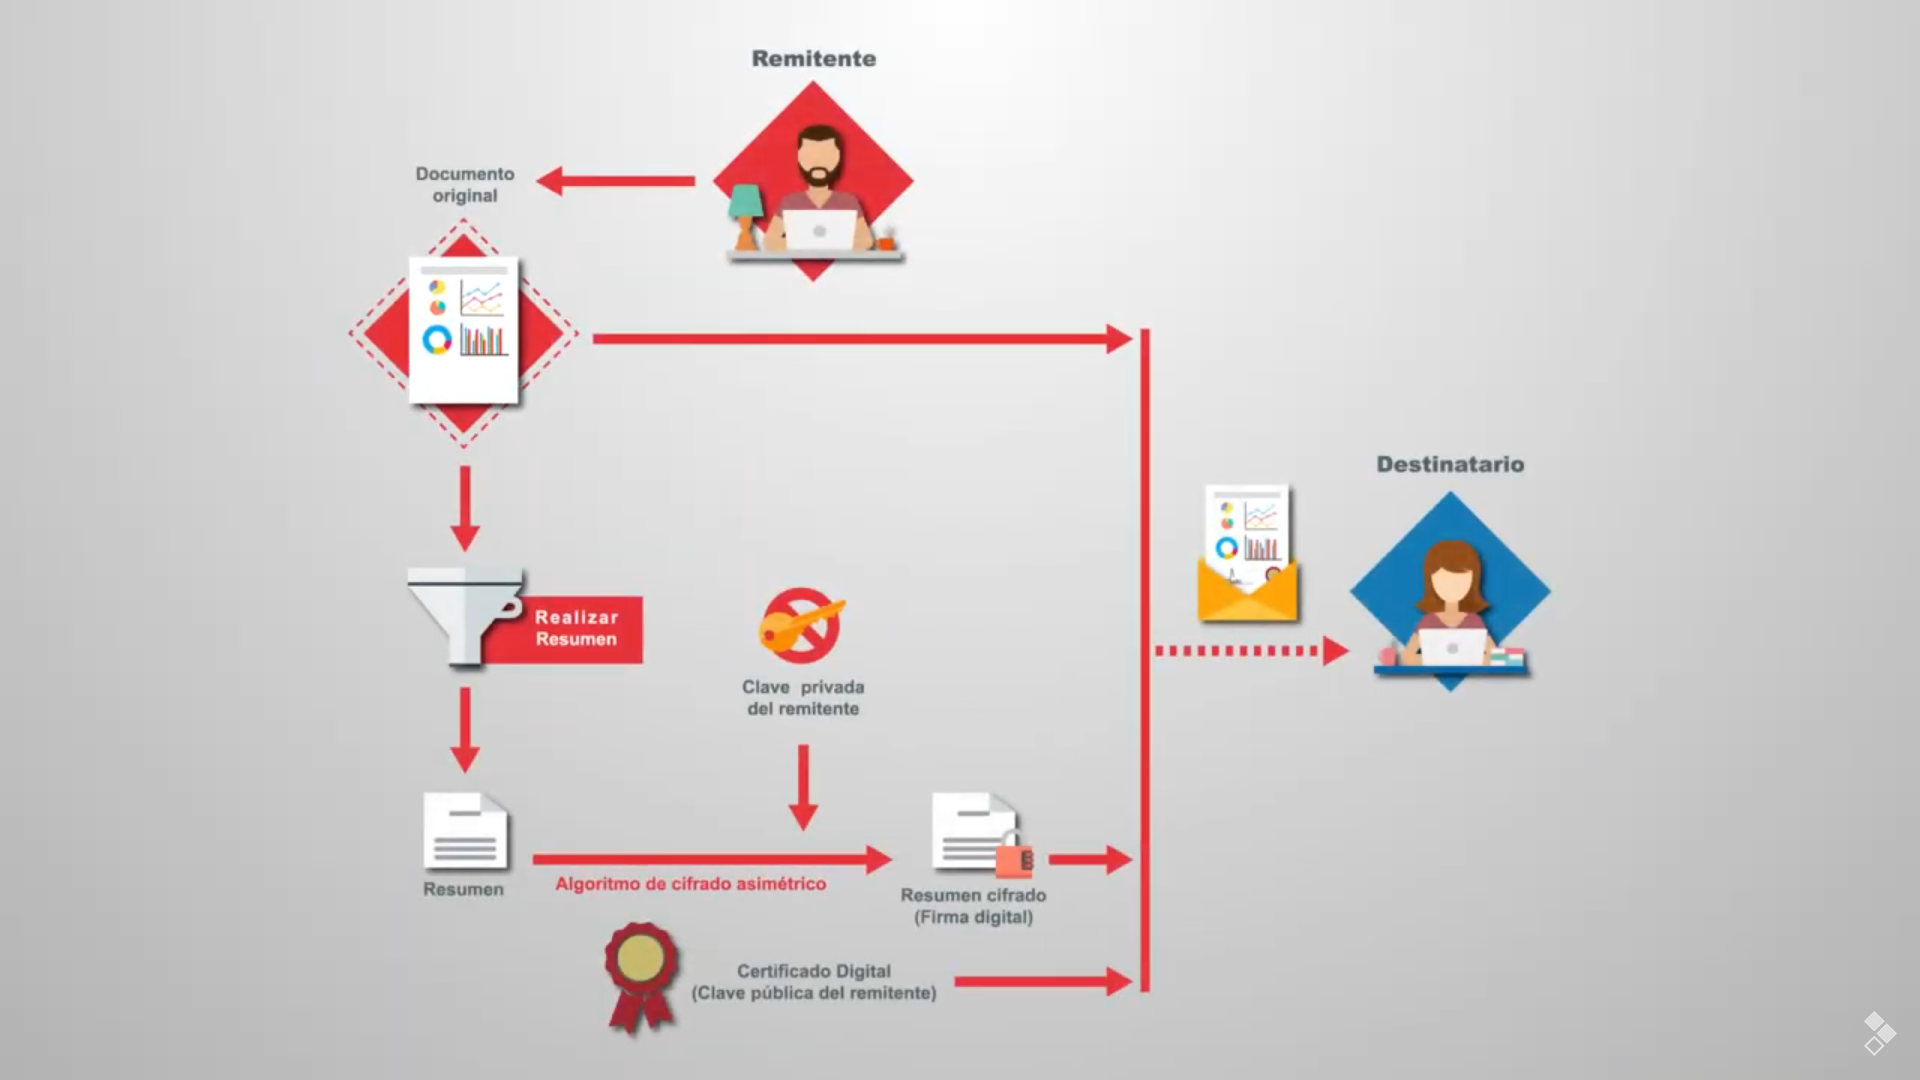 Remitente
Documento
original
Destinatario
Realizar
Resumen
Clave privada
del remitente
Resumen
Algoritmo de cifrado asimétrico
Resumen cifrado
(Firma digital)
Certificado Digital
(Clave pública del remitente)